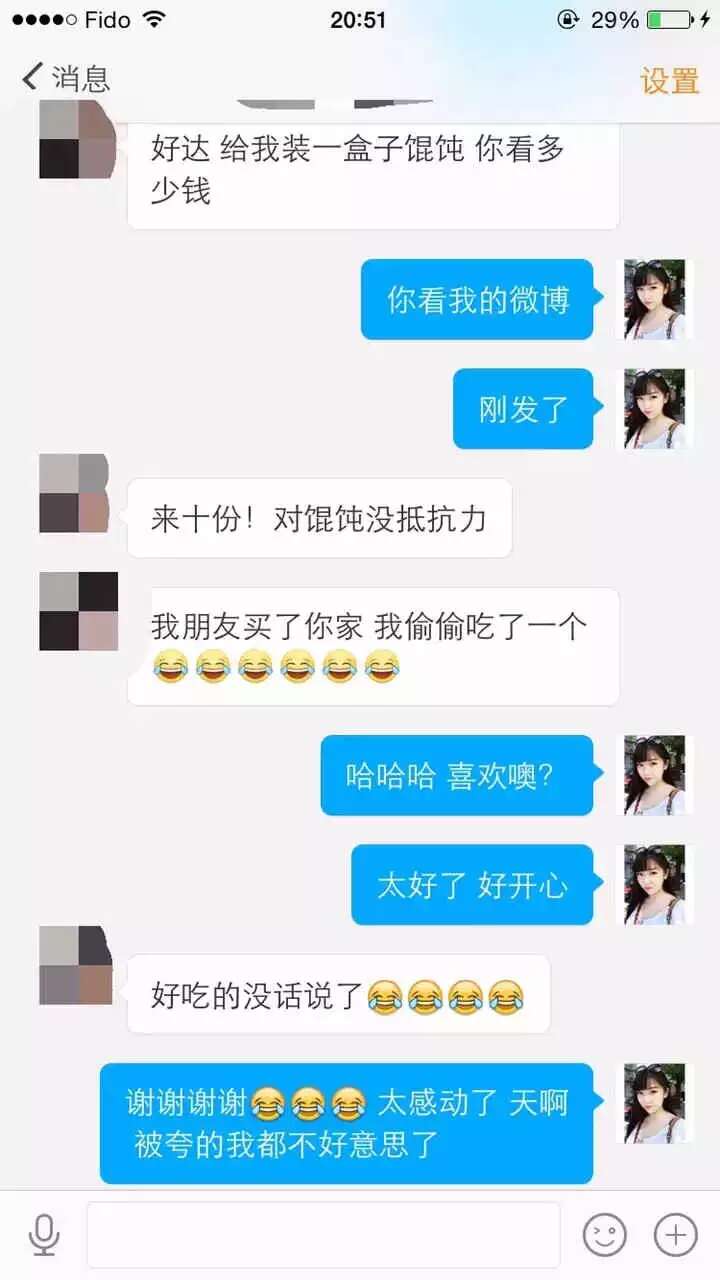 Fido 20:51 29%
消息 设置
好达 给我装一盒子馄饨 你看多
少钱
你看我的微博
刚发了
来十份！对馄饨没抵抗力
我朋友买了你家 我偷偷吃了一个
😂😂😂😂😂😂
哈哈哈 喜欢噢?
太好了 好开心
好吃的没话说了😂😂😂😂
谢谢谢谢😂😂😂 太感动了 天啊
被夸的我都不好意思了